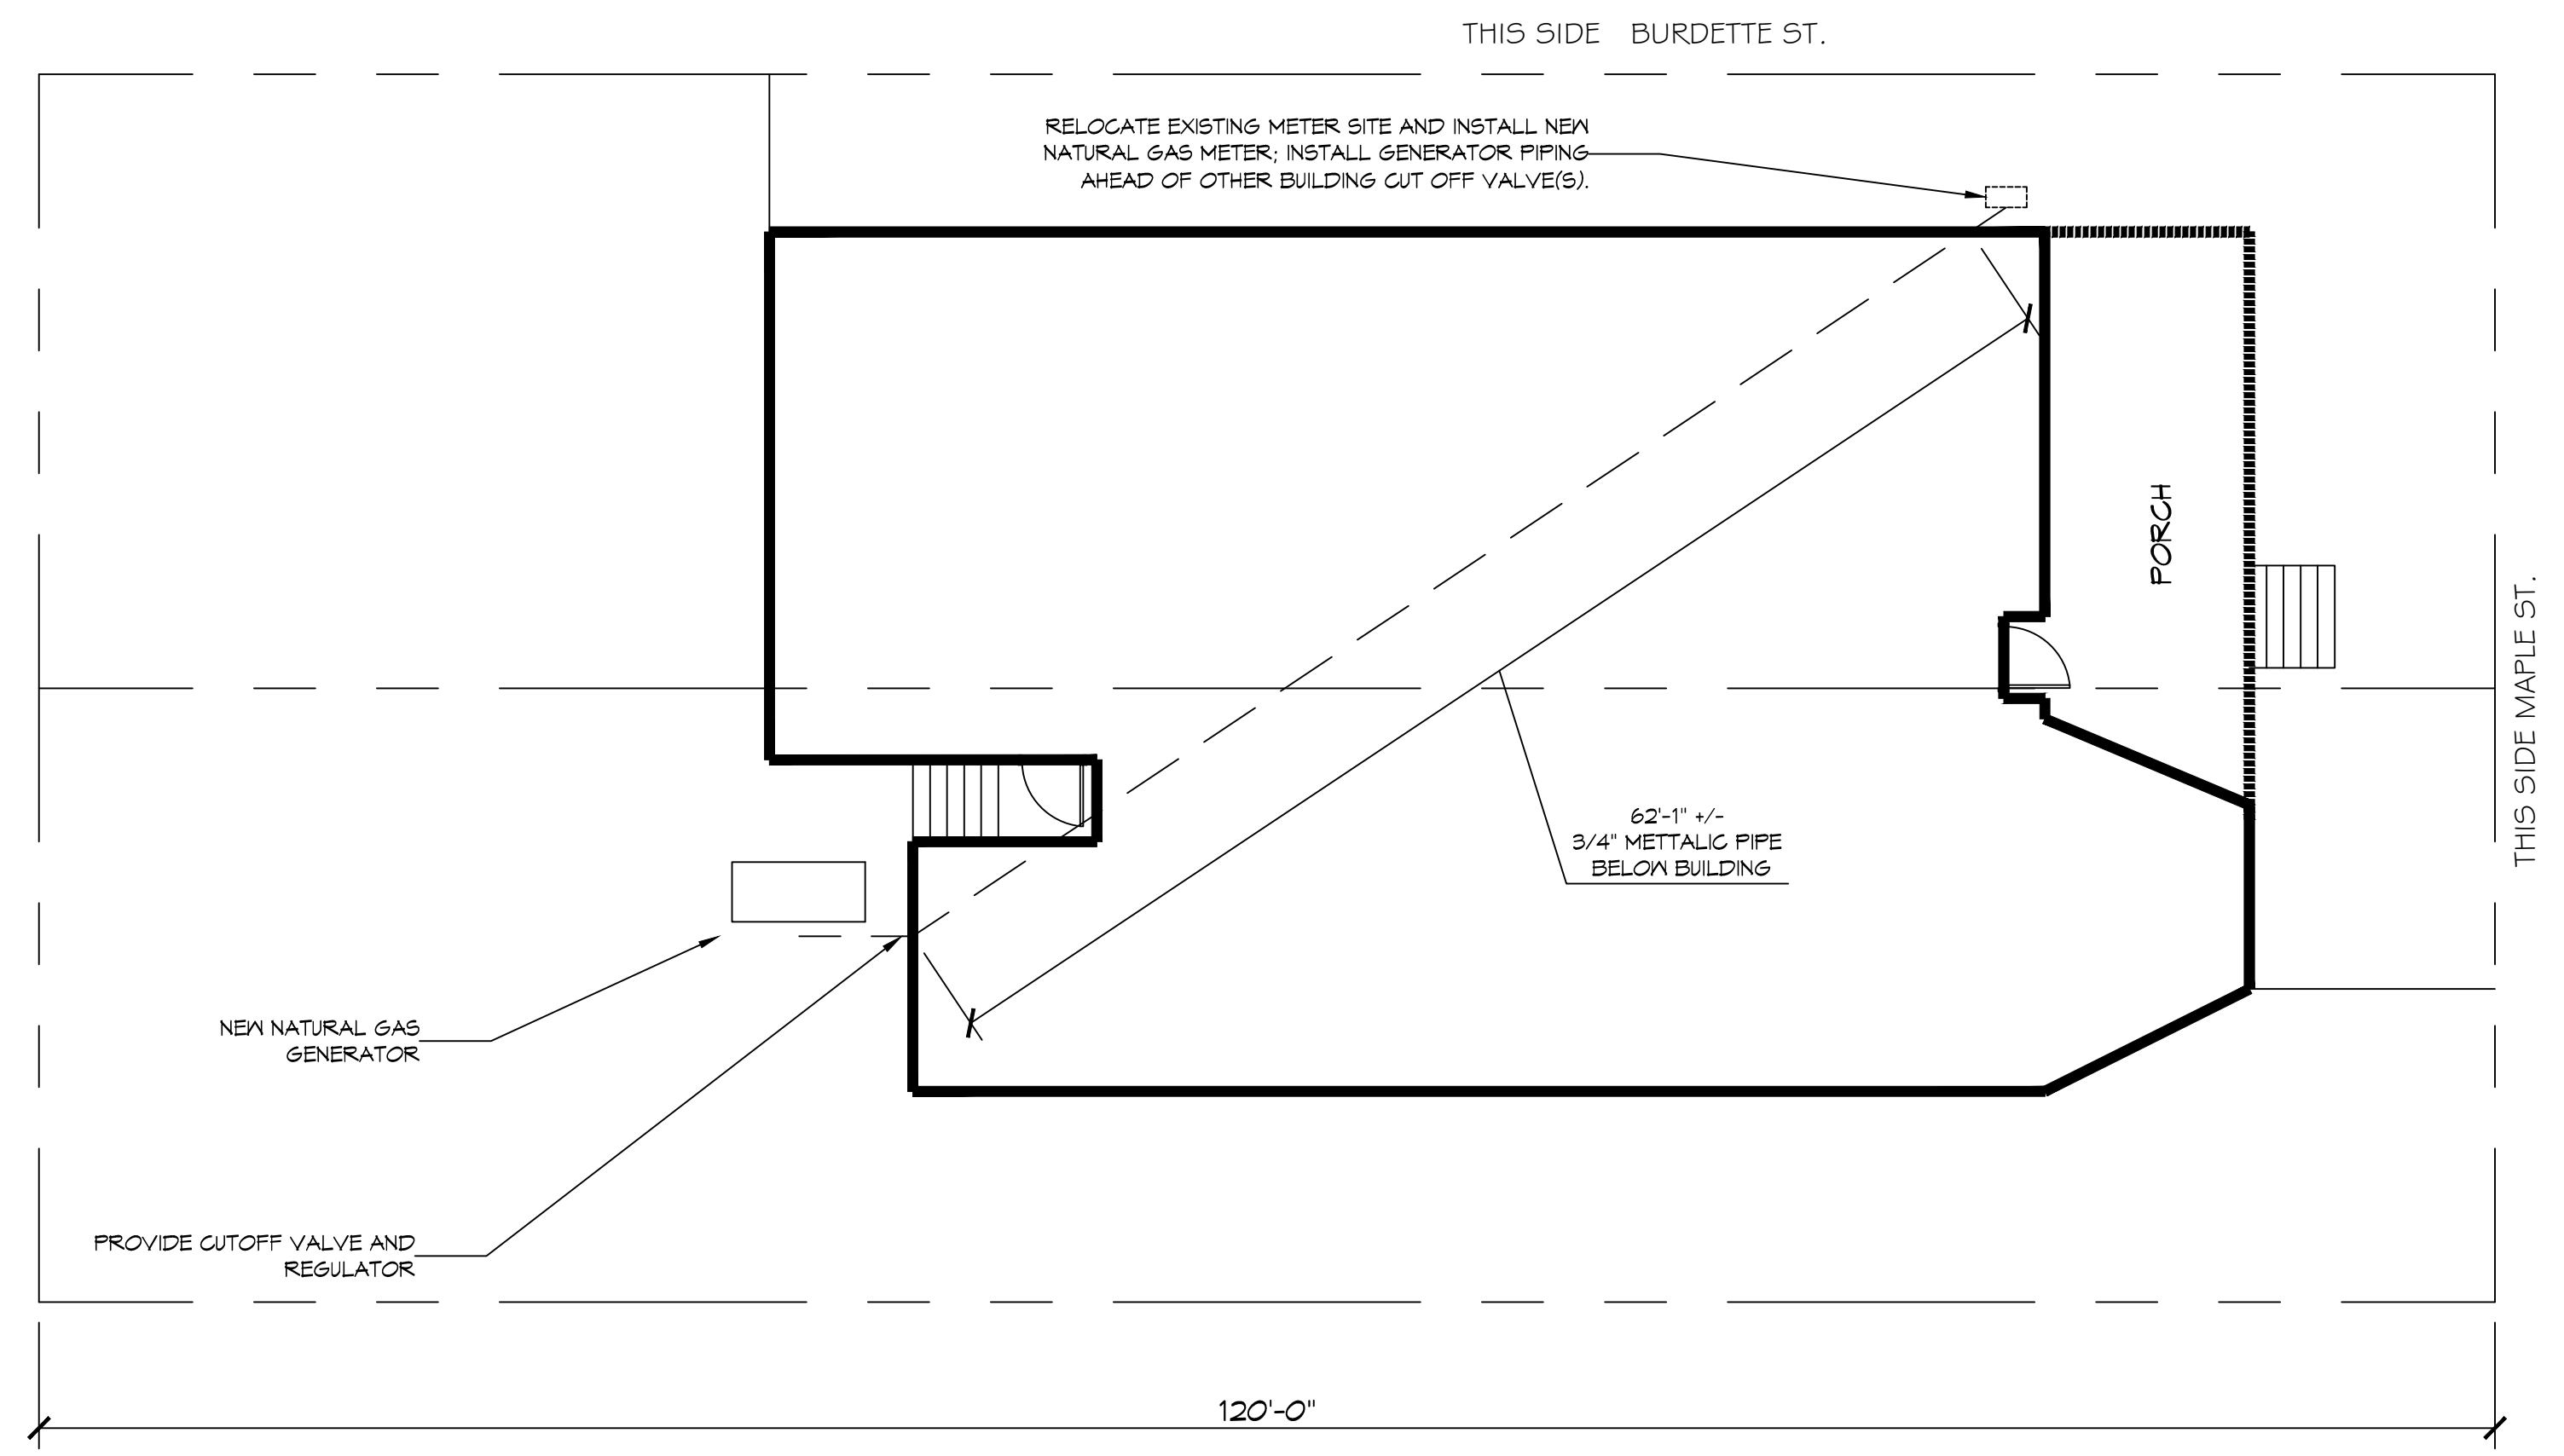 THIS SIDE BURDETTE ST.
RELOCATE EXISTING METER SITE AND INSTALL NEW
NATURAL GAS METER; INSTALL GENERATOR PIPING
AHEAD OF OTHER BUILDING CUT OFF VALVE(S).
PORCH
THIS SIDE MAPLE ST.
62'-1" +/-
3/4" METTALIC PIPE
BELOW BUILDING
NEW NATURAL GAS
GENERATOR
PROVIDE CUTOFF VALVE AND
REGULATOR
120'-0"